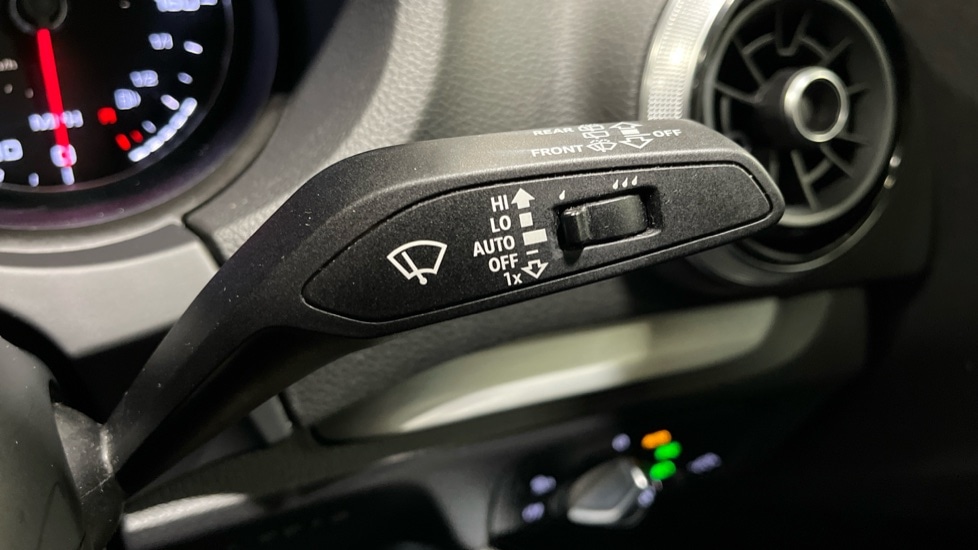 REAR OFF
FRONT
HI
LO
AUTO
OFF
1x